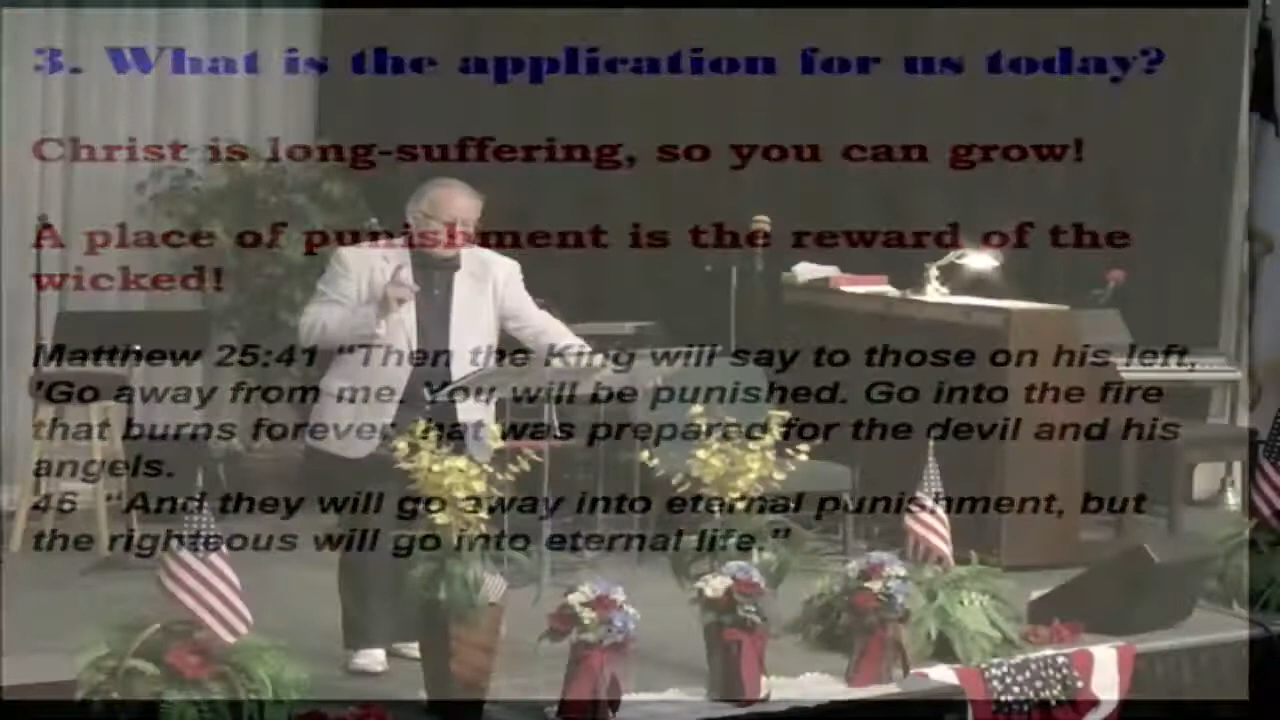 3. What is the application for us today?
Christ is long-suffering, so you can grow!
A place of punishment is the reward of the
wicked!
Matthew 25:41 "Then the King will say to those on his left,
'Go away from me. You will be punished. Go into the fire
that burns forever that was prepared for the devil and his
angels.
46 "And they will go away into eternal punishment, but
the righteous will go into eternal life."